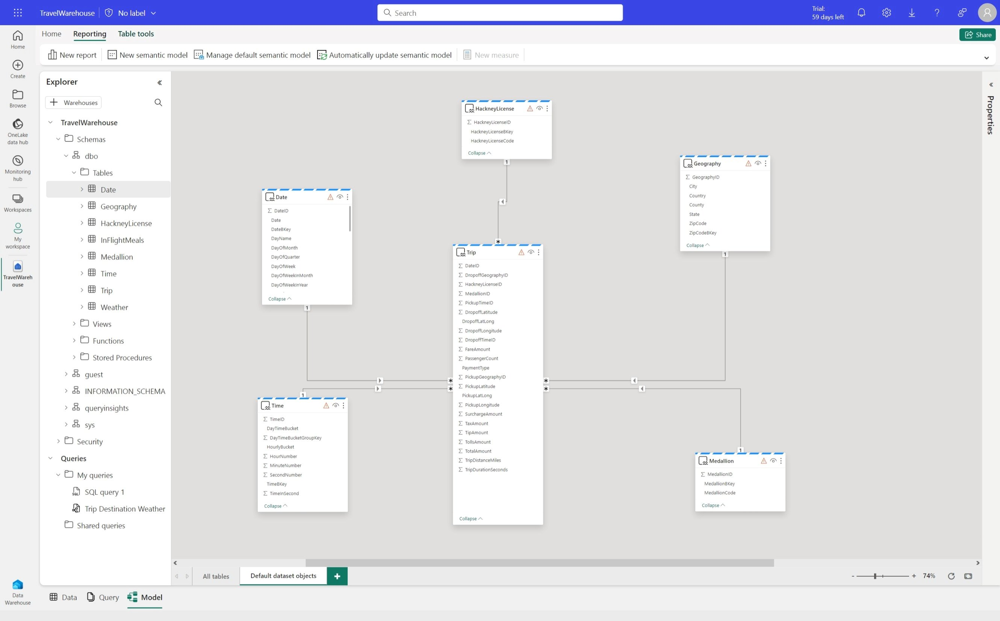 TravelWarehouse
No label
Search
Trial:
59 days left
Home
Reporting
Table tools
Share
New report
New semantic model
Manage default semantic model
Automatically update semantic model
New measure
Home
Create
Browse
OneLake
data hub
Monitoring
hub
Workspaces
My
workspace
TravelWareh
ouse
Data
Warehouse
Explorer
Warehouses
TravelWarehouse
Schemas
dbo
Tables
Date
Geography
HackneyLicense
InFlightMeals
Medallion
Time
Trip
Weather
Views
Functions
Stored Procedures
guest
INFORMATION_SCHEMA
queryinsights
sys
Security
Queries
My queries
SQL query 1
Trip Destination Weather
Shared queries
HackneyLicense
Σ HackneyLicenseID
HackneyLicenseBKey
HackneyLicenseCode
Collapse
1
*
Geography
Σ GeographyID
City
Country
County
State
ZipCode
ZipCodeBKey
Collapse
1
Date
Σ DateID
Date
DateBKey
DayName
DayOfMonth
DayOfQuarter
DayOfWeek
DayOfWeekInMonth
DayOfWeekInYear
Collapse
1
Trip
Σ DateID
Σ DropoffGeographyID
Σ HackneyLicenseID
Σ MedallionID
Σ PickupTimeID
Σ DropoffLatitude
DropoffLatLong
Σ DropoffLongitude
Σ DropoffTimeID
Σ FareAmount
Σ PassengerCount
PaymentType
Σ PickupGeographyID
Σ PickupLatitude
PickupLatLong
Σ PickupLongitude
Σ SurchargeAmount
Σ TaxAmount
Σ TipAmount
Σ TollsAmount
Σ TotalAmount
Σ TripDistanceMiles
Σ TripDurationSeconds
Collapse
*
*
*
*
1
Time
Σ TimeID
DayTimeBucket
Σ DayTimeBucketGroupKey
HourlyBucket
Σ HourNumber
Σ MinuteNumber
Σ SecondNumber
TimeBKey
Σ TimeInSecond
Collapse
1
Medallion
Σ MedallionID
MedallionBKey
MedallionCode
Collapse
Properties
All tables
Default dataset objects
+
- + 74%
Data
Query
Model